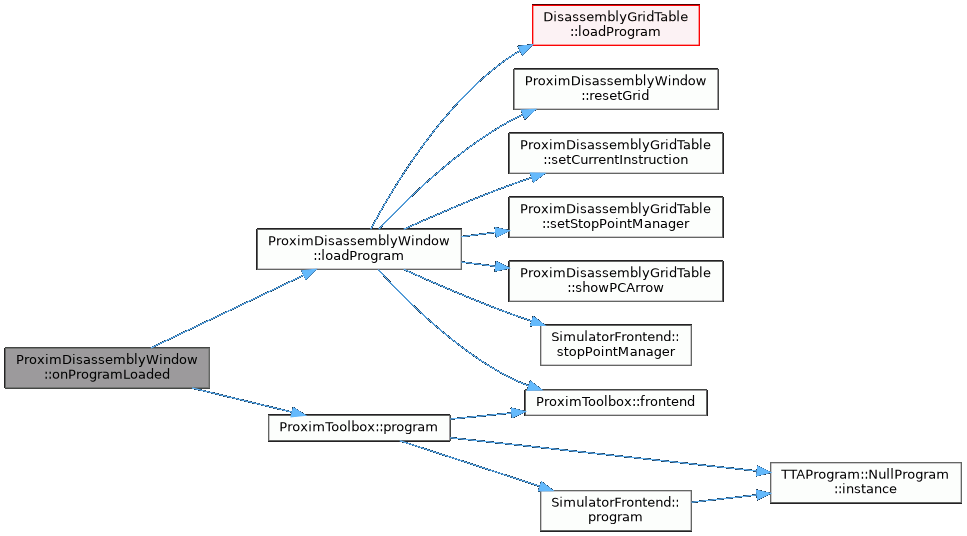 DisassemblyGridTable
::loadProgram
ProximDisassemblyWindow
::resetGrid
ProximDisassemblyGridTable
::setCurrentInstruction
ProximDisassemblyGridTable
::setStopPointManager
ProximDisassemblyWindow
::loadProgram
ProximDisassemblyGridTable
::showPCArrow
SimulatorFrontend::
stopPointManager
ProximDisassemblyWindow
::onProgramLoaded
ProximToolbox::frontend
ProximToolbox::program
TTAProgram::NullProgram
::instance
SimulatorFrontend::
program